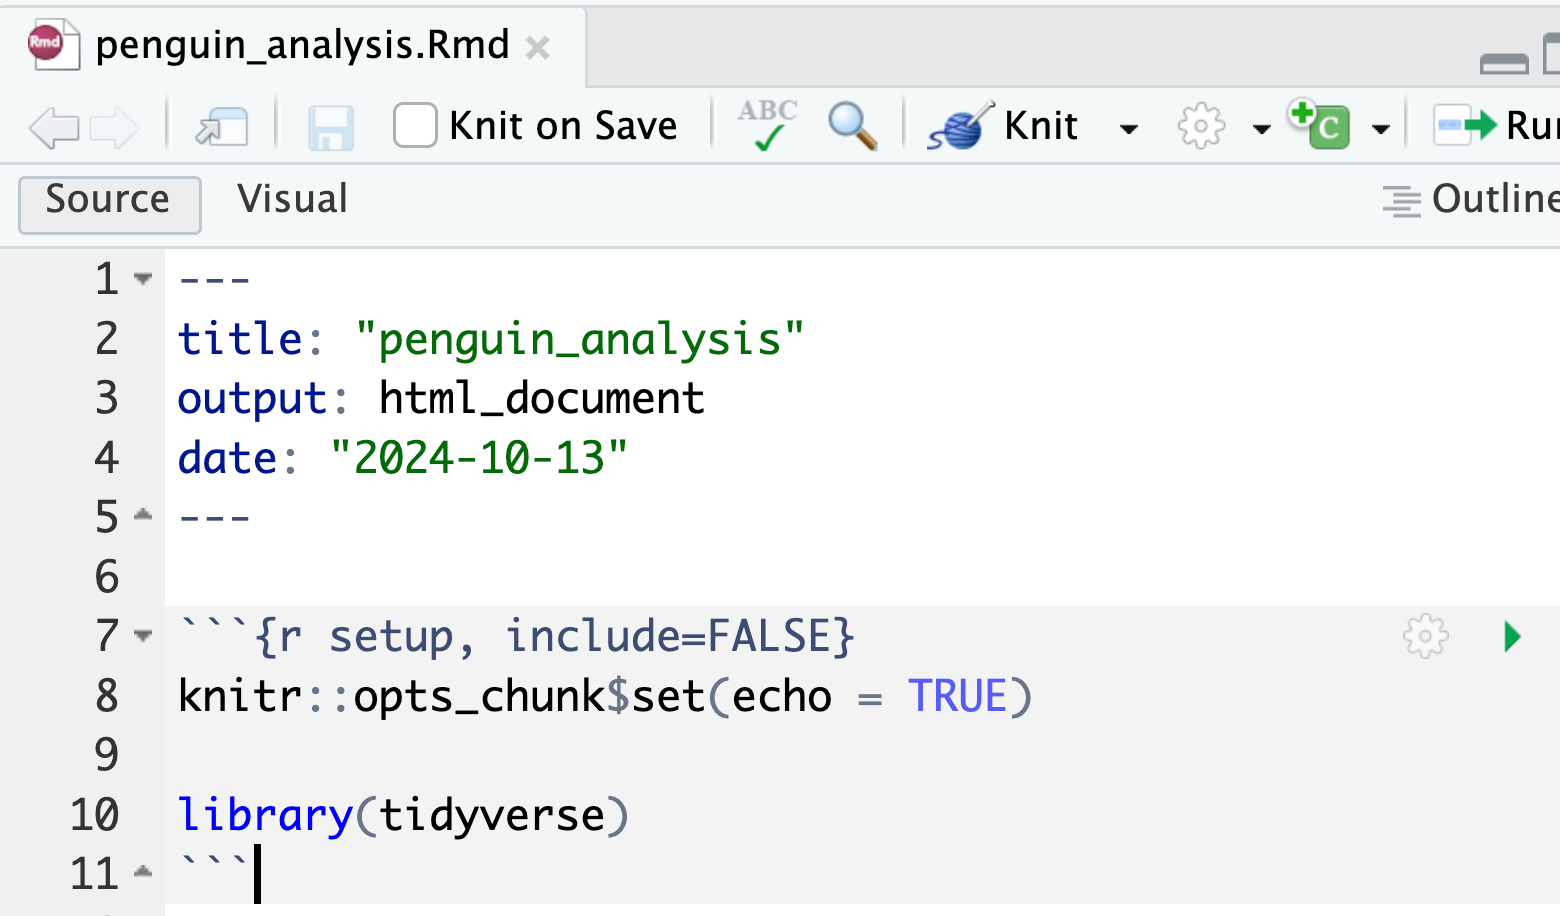 Rmd penguin_analysis.Rmd
Knit on Save ABC Knit C Run
Source Visual Outline
1 ---
2 title: "penguin_analysis"
3 output: html_document
4 date: "2024-10-13"
5 ---
6
7 ```{r setup, include=FALSE}
8 knitr::opts_chunk$set(echo = TRUE)
9
10 library(tidyverse)
11 ```